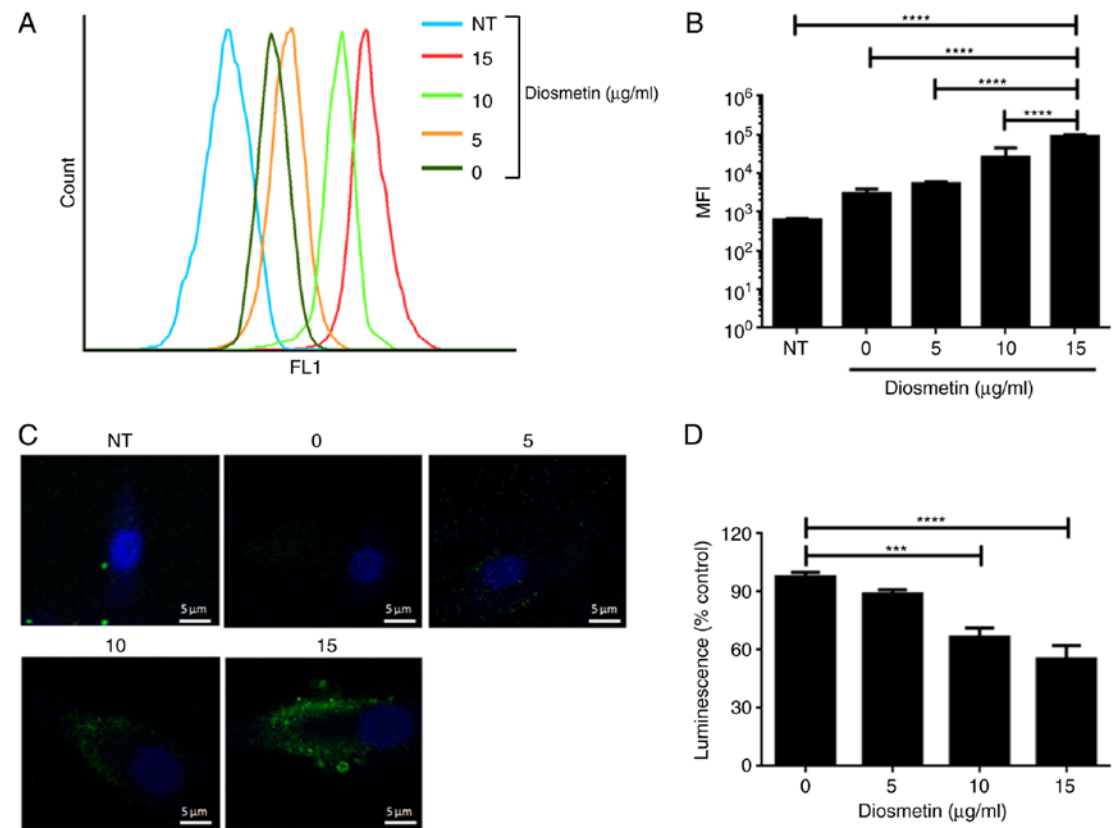 A
NT
15
10
5
0
Diosmetin (μg/ml)
Count
FL1
B
****
****
****
****
MFI
10⁶
10⁵
10⁴
10³
10²
10¹
10⁰
NT 0 5 10 15
Diosmetin (μg/ml)
C
NT 0 5
5 μm 5 μm 5 μm
10 15
5 μm 5 μm
D
****
***
Luminescence (% control)
120
90
60
30
0
0 5 10 15
Diosmetin (μg/ml)